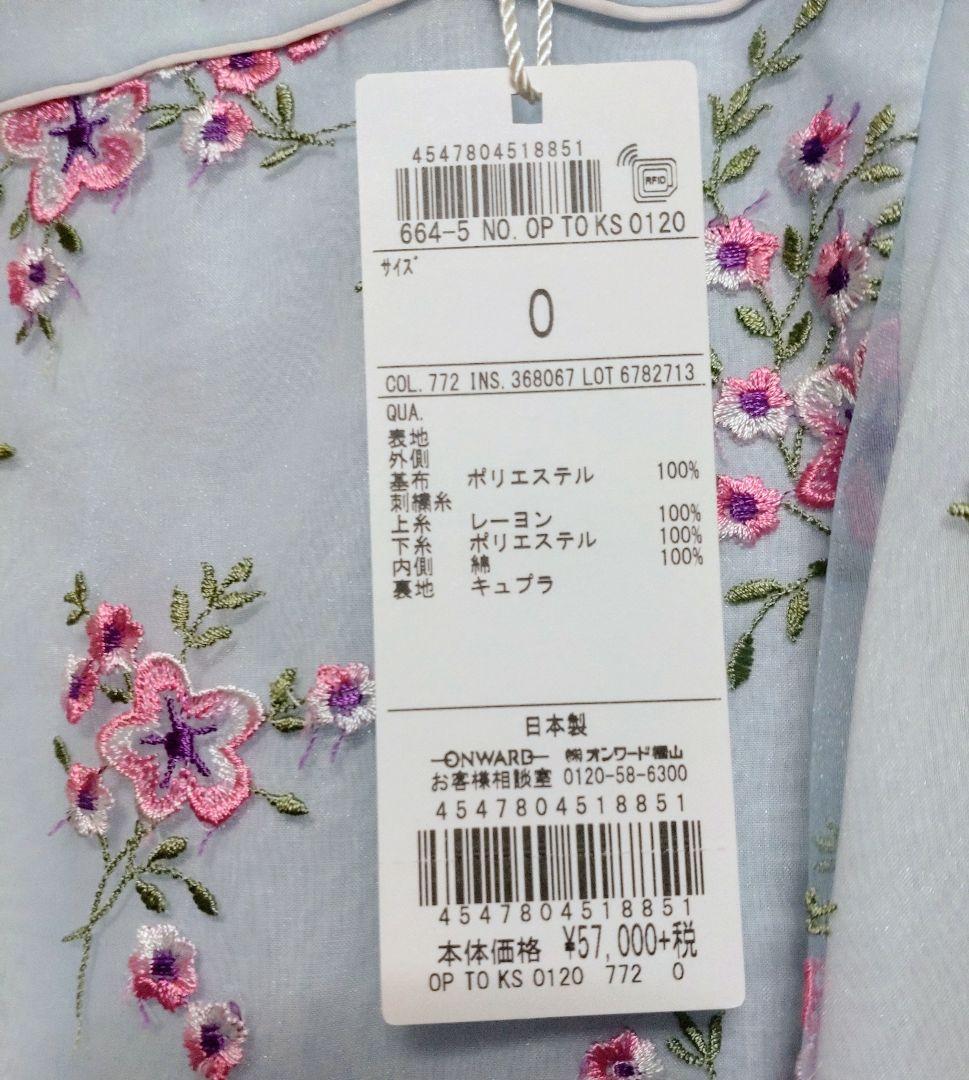 4547804518851
RFID
664-5 NO. OP TO KS 0120
サイズ
0
COL. 772 INS. 368067 LOT 6782713
QUA.
表地
外側
基布 ポリエステル 100%
刺繍糸
上糸 レーヨン 100%
下糸 ポリエステル 100%
内側 綿 100%
裏地 キュプラ
日本製
ONWARD ㈱オンワード樫山
お客様相談室 0120-58-6300
4547804518851
4547804518851
本体価格 ¥57,000+税
OP TO KS 0120 772 0